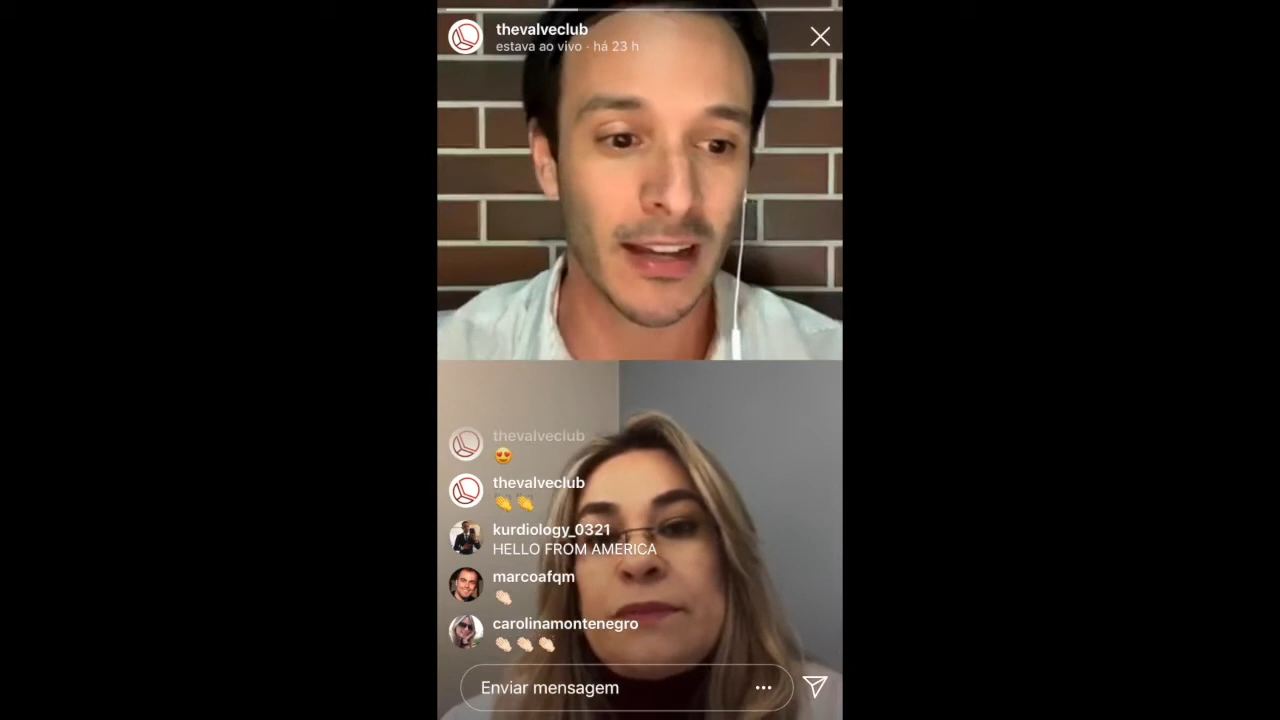 thevalveclub
estava ao vivo · há 23 h
thevalveclub
thevalveclub
kurdiology_0321
HELLO FROM AMERICA
marcoafqm
carolinamontenegro
Enviar mensagem